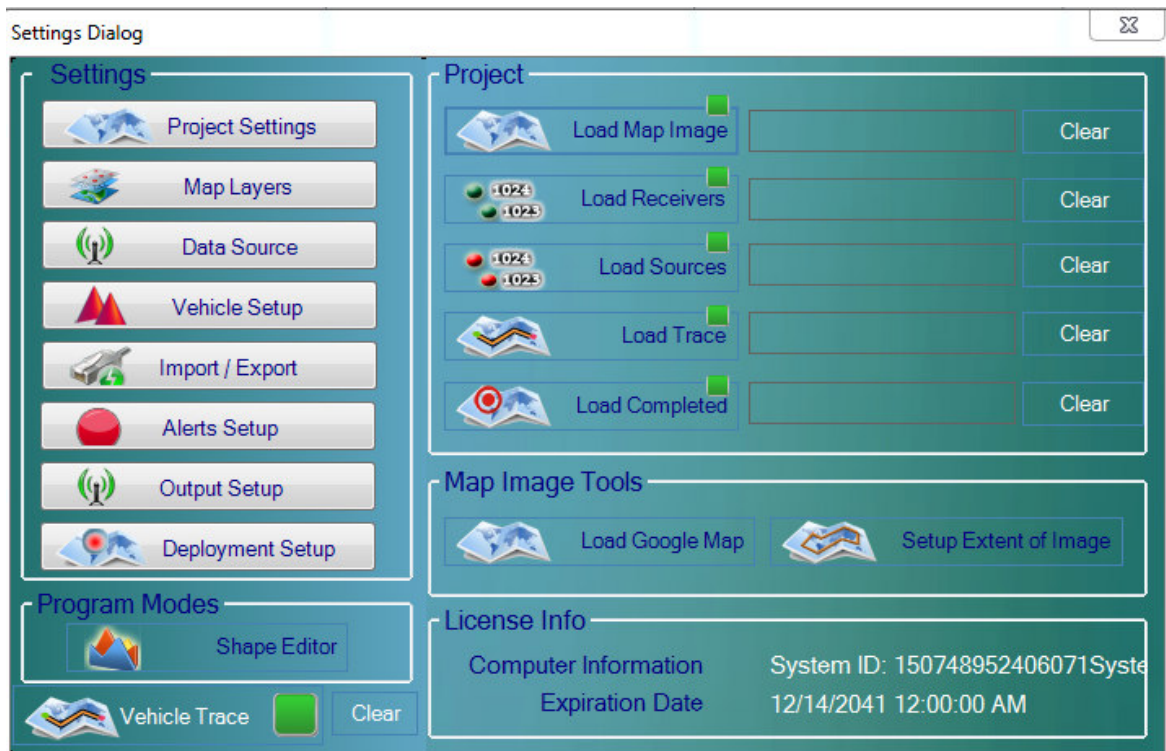 Settings Dialog
Settings
Project Settings
Map Layers
Data Source
Vehicle Setup
Import / Export
Alerts Setup
Output Setup
Deployment Setup
Program Modes
Shape Editor
Vehicle Trace Clear
Project
Load Map Image Clear
1024
1023
Load Receivers Clear
1024
1023
Load Sources Clear
Load Trace Clear
Load Completed Clear
Map Image Tools
Load Google Map Setup Extent of Image
License Info
Computer Information System ID: 150748952406071Syste
Expiration Date 12/14/2041 12:00:00 AM